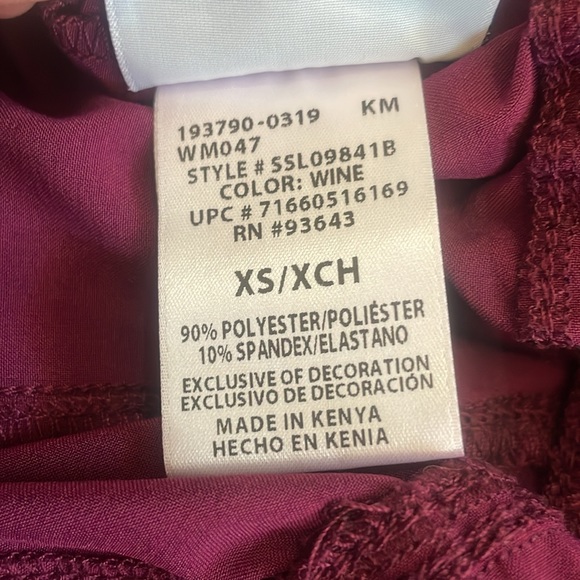 193790-0319 KM
WM047
STYLE # SSL09841B
COLOR: WINE
UPC # 71660516169
RN #93643
XS/XCH
90% POLYESTER/POLIÉSTER
10% SPANDEX/ELASTANO
EXCLUSIVE OF DECORATION
EXCLUSIVO DE DECORACIÓN
MADE IN KENYA
HECHO EN KENIA